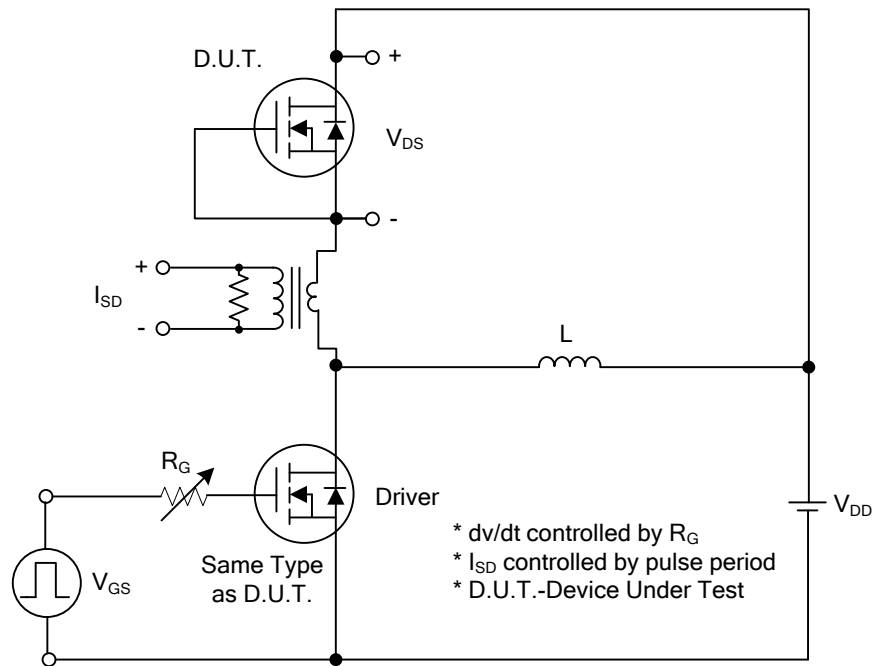 D.U.T.
+
V_DS
-
+
I_SD
-
L
R_G
Driver
V_DD
V_GS
Same Type
as D.U.T.
* dv/dt controlled by R_G
* I_SD controlled by pulse period
* D.U.T.-Device Under Test